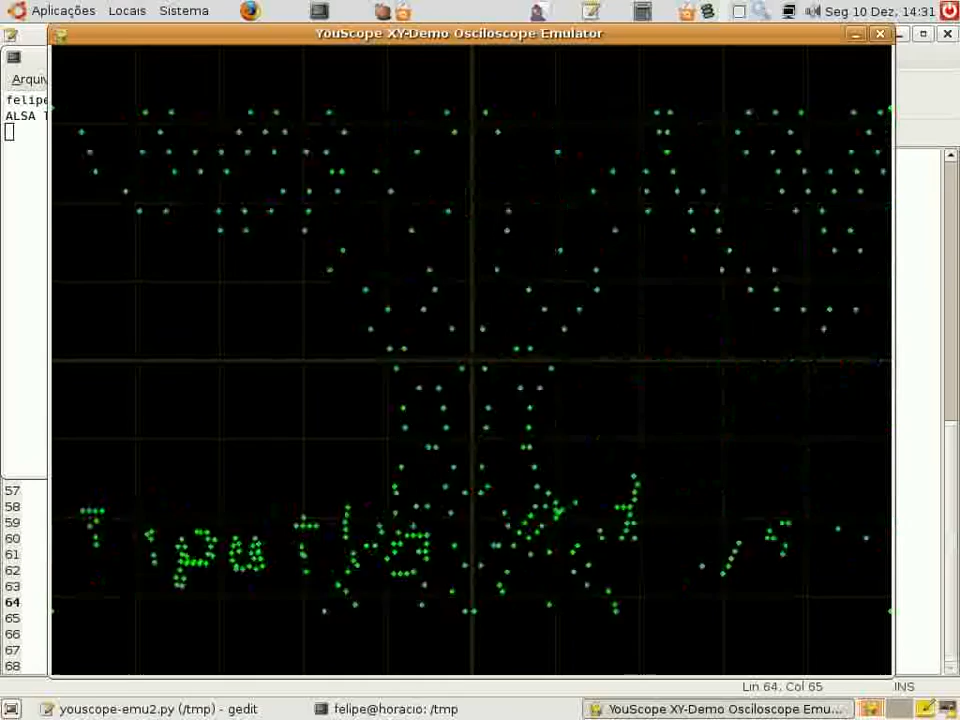 Aplicações Locais Sistema Seg 10 Dez, 14:31
YouScope XY-Demo Osciloscope Emulator
Arquiv
felipe
ALSA
57
58
59
60
61
62
63
64
65
66
67
68
Lin 64, Col 65 INS
youscope-emu2.py (/tmp) - gedit felipe@horacio: /tmp YouScope XY-Demo Osciloscope Emu...